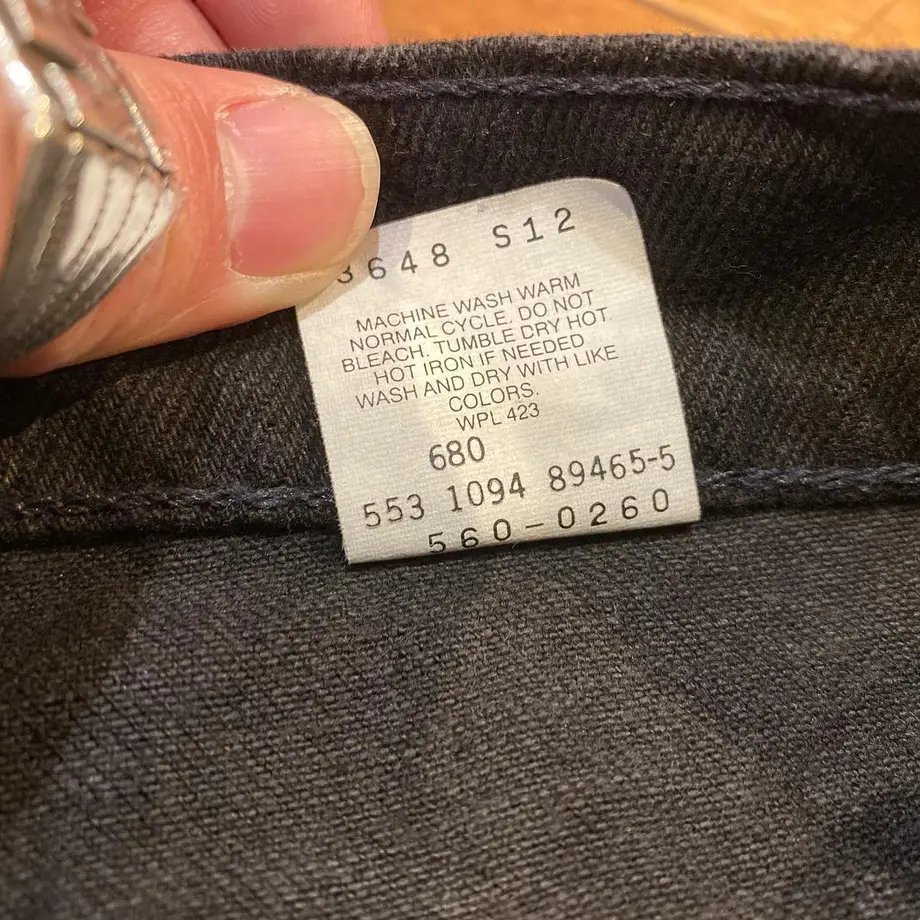 3648 S12
MACHINE WASH WARM
NORMAL CYCLE, DO NOT
BLEACH. TUMBLE DRY HOT.
HOT IRON IF NEEDED
WASH AND DRY WITH LIKE
COLORS.
WPL 423
680
553 1094 89465-5
560-0260